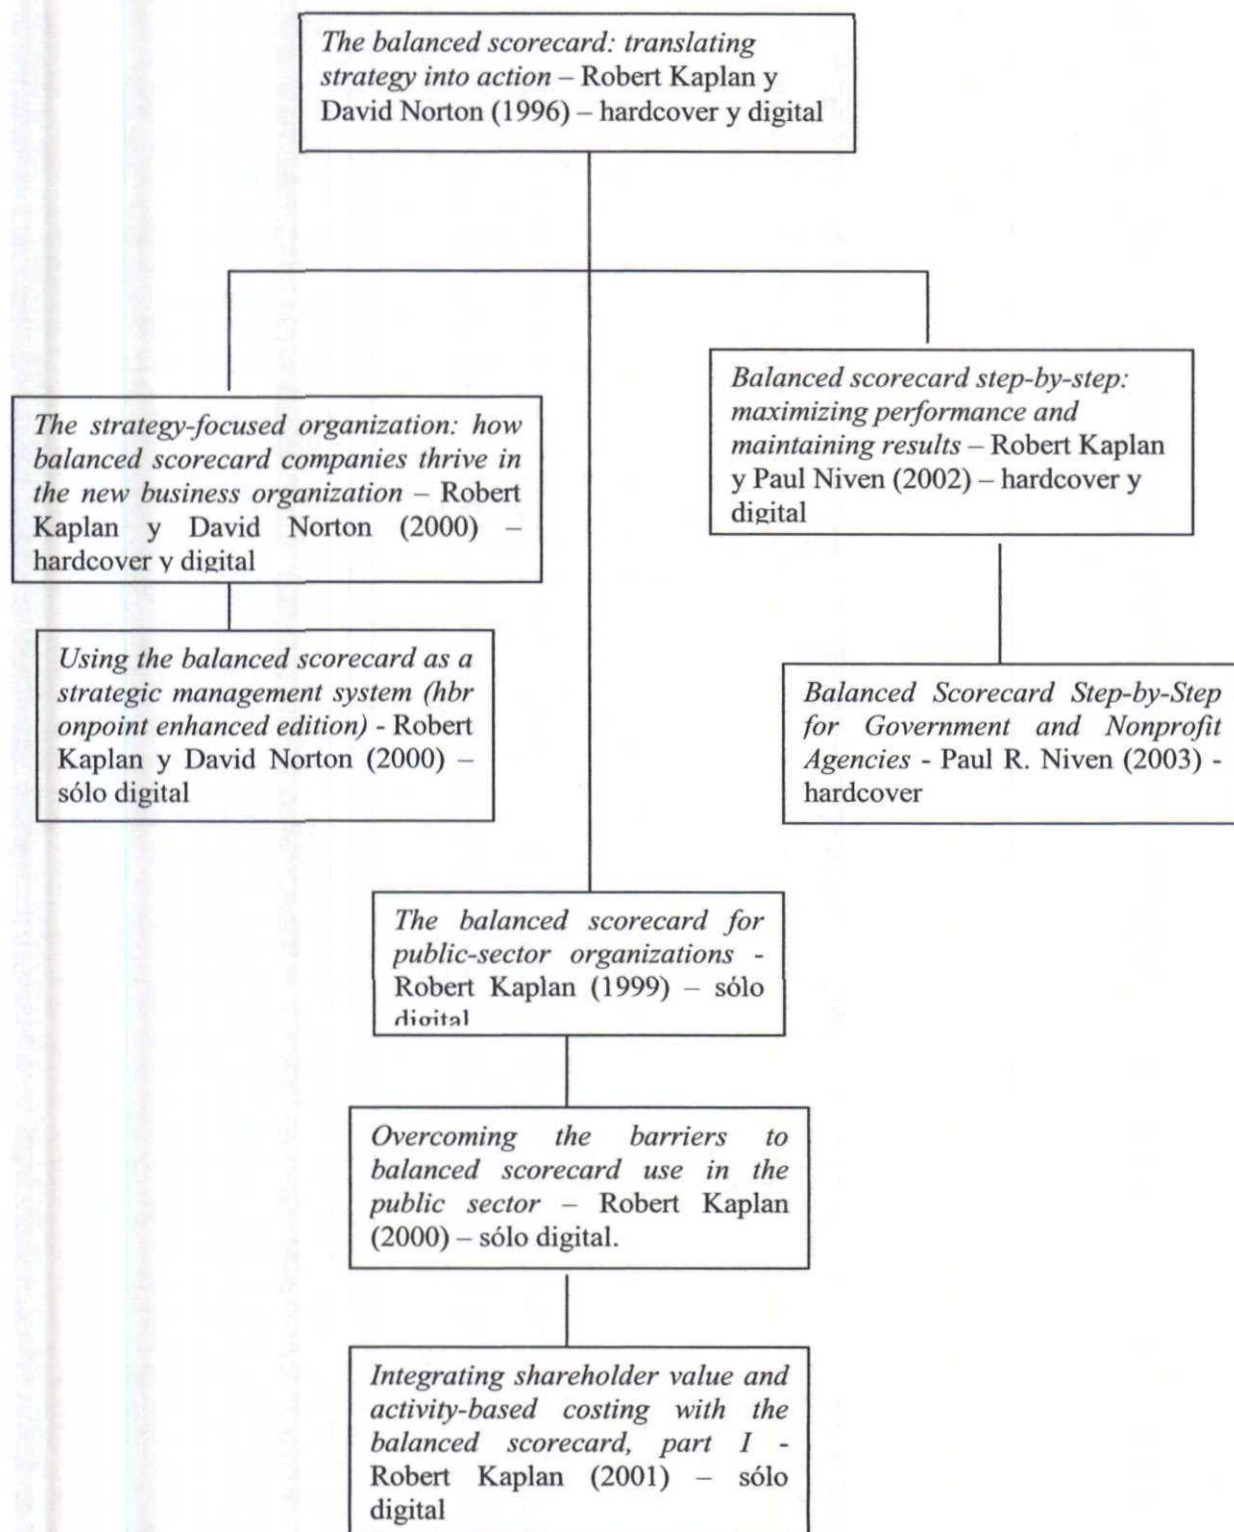 The balanced scorecard: translating
strategy into action – Robert Kaplan y
David Norton (1996) – hardcover y digital
The strategy-focused organization: how
balanced scorecard companies thrive in
the new business organization – Robert
Kaplan y David Norton (2000) –
hardcover y digital
Balanced scorecard step-by-step:
maximizing performance and
maintaining results – Robert Kaplan
y Paul Niven (2002) – hardcover y
digital
Using the balanced scorecard as a
strategic management system (hbr
onpoint enhanced edition) - Robert
Kaplan y David Norton (2000) –
sólo digital
Balanced Scorecard Step-by-Step
for Government and Nonprofit
Agencies - Paul R. Niven (2003) -
hardcover
The balanced scorecard for
public-sector organizations -
Robert Kaplan (1999) – sólo
digital
Overcoming the barriers to
balanced scorecard use in the
public sector – Robert Kaplan
(2000) – sólo digital.
Integrating shareholder value and
activity-based costing with the
balanced scorecard, part I -
Robert Kaplan (2001) – sólo
digital